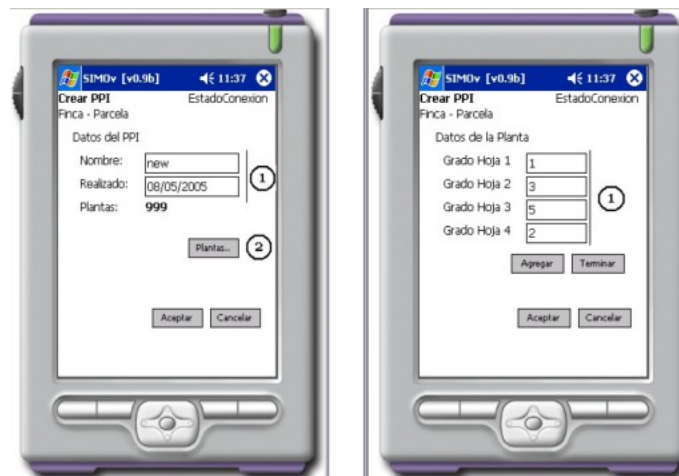 SIMOv [v0.9b] 11:37
Crear PPI EstadoConexion
Finca - Parcela
Datos del PPI
Nombre: new
Realizado: 08/05/2005
1
Plantas: 999
Plantas... 2
Aceptar Cancelar
SIMOv [v0.9b] 11:37
Crear PPI EstadoConexion
Finca - Parcela
Datos de la Planta
Grado Hoja 1 1
Grado Hoja 2 3
1
Grado Hoja 3 5
Grado Hoja 4 2
Agregar Terminar
Aceptar Cancelar